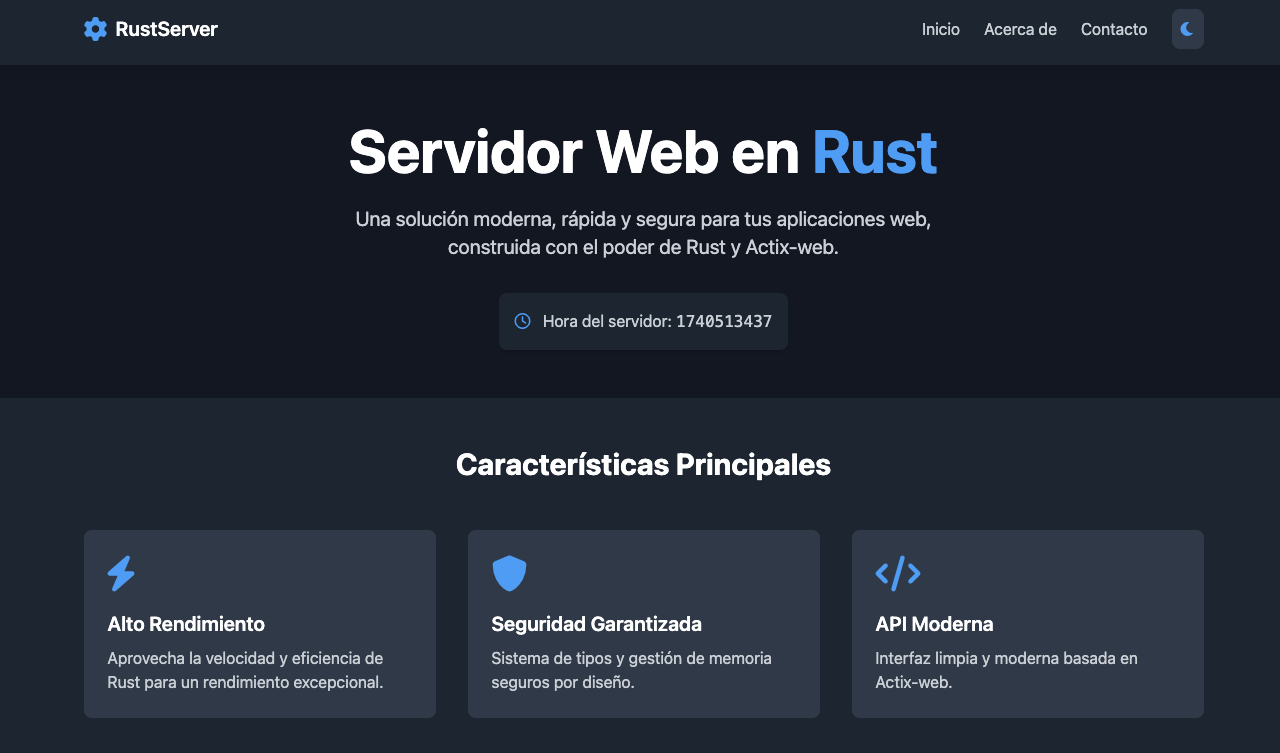 RustServer
Inicio
Acerca de
Contacto
Servidor Web en Rust
Una solución moderna, rápida y segura para tus aplicaciones web,
construida con el poder de Rust y Actix-web.
Hora del servidor: 1740513437
Características Principales
Alto Rendimiento
Aprovecha la velocidad y eficiencia de
Rust para un rendimiento excepcional.
Seguridad Garantizada
Sistema de tipos y gestión de memoria
seguros por diseño.
API Moderna
Interfaz limpia y moderna basada en
Actix-web.